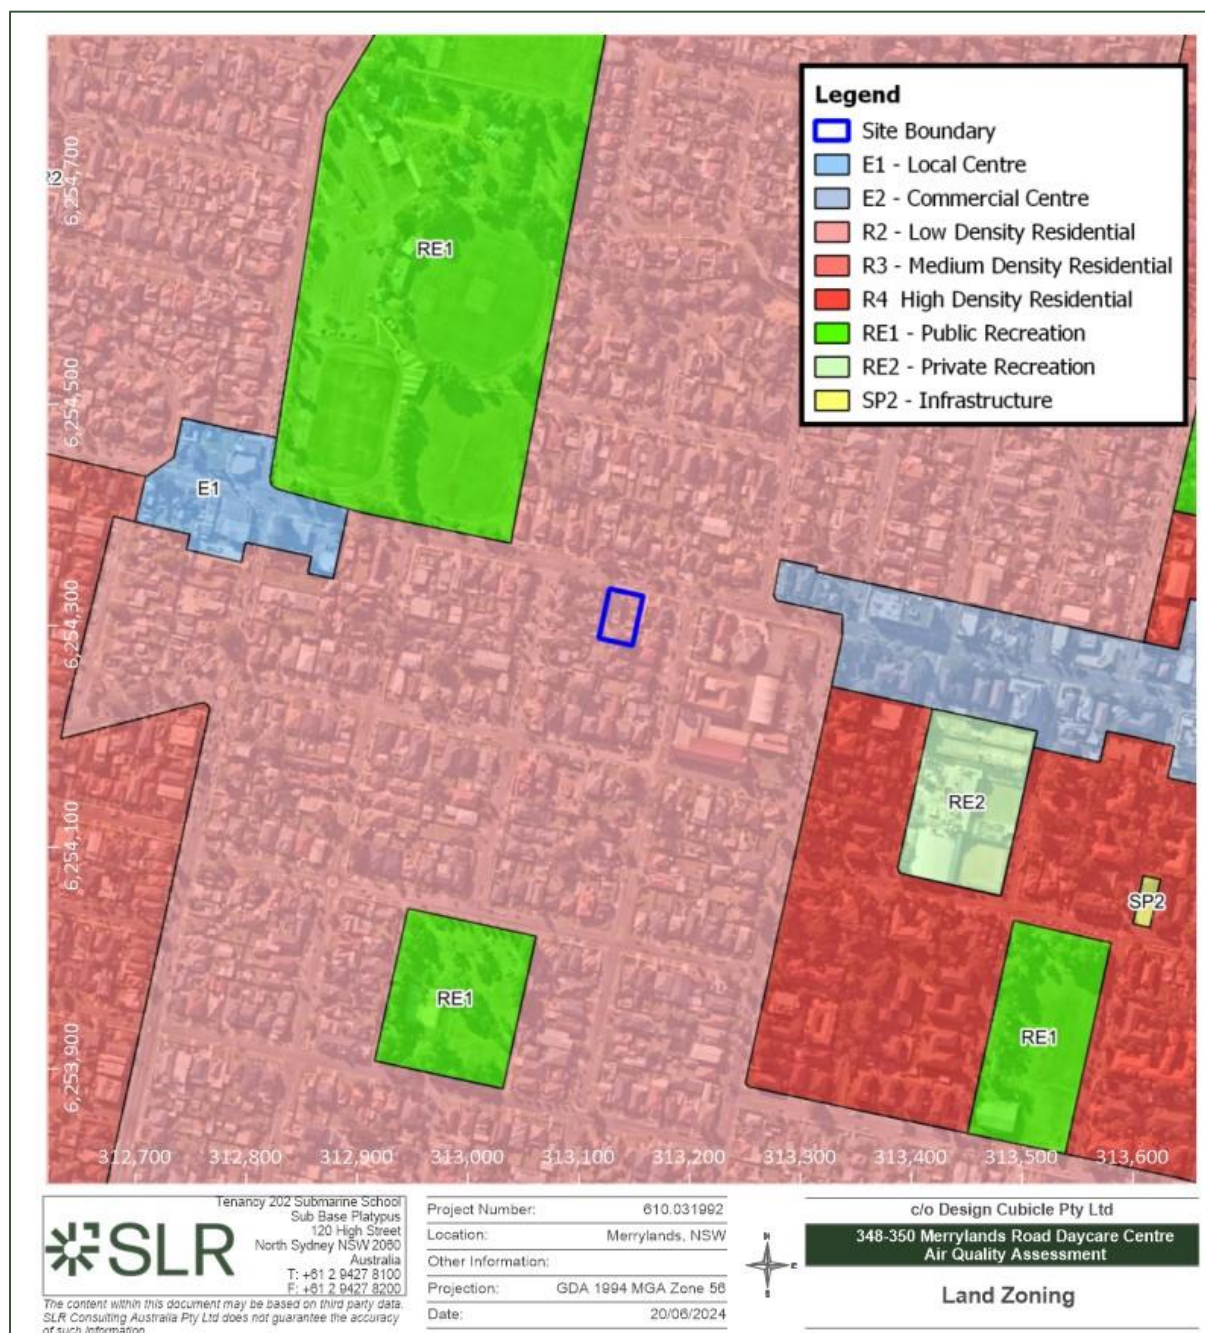 Legend
Site Boundary
E1 - Local Centre
E2 - Commercial Centre
R2 - Low Density Residential
R3 - Medium Density Residential
R4 High Density Residential
RE1 - Public Recreation
RE2 - Private Recreation
SP2 - Infrastructure
6,254,700
R2
RE1
6,254,500
E1
6,254,300
RE2
6,254,100
SP2
RE1
RE1
6,253,900
312,700
312,800
312,900
313,000
313,100
313,200
313,300
313,400
313,500
313,600
SLR
Tenancy 202 Submarine School
Sub Base Platypus
120 High Street
North Sydney NSW 2060
Australia
T: +61 2 9427 8100
F: +61 2 9427 8200
The content within this document may be based on third party data.
SLR Consulting Australia Pty Ltd does not guarantee the accuracy
of such information.
Project Number: 610.031992
Location: Merrylands, NSW
Other Information:
Projection: GDA 1994 MGA Zone 56
Date: 20/06/2024
N
E
S
c/o Design Cubicle Pty Ltd
348-350 Merrylands Road Daycare Centre
Air Quality Assessment
Land Zoning